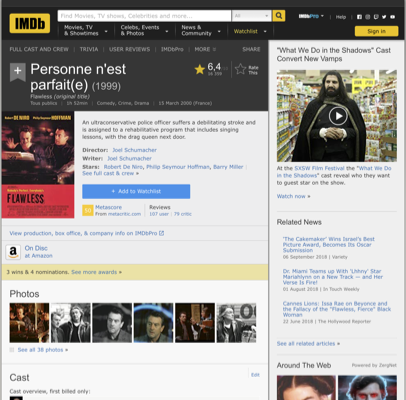 IMDb
Find Movies, TV shows, Celebrities and more...
All
IMDbPro
Help
Movies, TV
& Showtimes
Celebs, Events
& Photos
News &
Community
Watchlist
Sign in
FULL CAST AND CREW | TRIVIA | USER REVIEWS | IMDbPro | MORE
SHARE
Personne n'est
parfait(e) (1999)
Flawless (original title)
6,4
Rate
This
Tous publics | 1h 52min | Comedy, Crime, Drama | 15 March 2000 (France)
ROBERT DE NIRO
FLAWLESS
An ultraconservative police officer suffers a debilitating stroke and
is assigned to a rehabilitative program that includes singing
lessons, with the drag queen next door.
Director: Joel Schumacher
Writer: Joel Schumacher
Stars: Robert De Niro, Philip Seymour Hoffman, Barry Miller
See full cast & crew »
+ Add to Watchlist
Metascore
From metacritic.com
Reviews
107 user | 79 critic
View production, box office, & company info on IMDbPro
On Disc
at Amazon
3 wins & 4 nominations. See more awards »
Photos
See all 38 photos »
Cast
Edit
Cast overview, first billed only:
"What We Do in the Shadows" Cast
Convert New Vamps
At the SXSW Film Festival the "What We Do
in the Shadows" cast reveal who they want
to guest star on the show.
Watch now »
Related News
'The Cakemaker' Wins Israel's Best
Picture Award, Becomes Its Oscar
Submission
06 September 2018 | Variety
Dr. Miami Teams Up With 'Unhny' Star
Mariahlynn on a New Track — and Her
Verse Is Fire!
01 August 2018 | In Touch Weekly
Cannes Lions: Issa Rae on Beyonce and
the Fallacy of the "Flawless, Fierce" Black
Woman
22 June 2018 | The Hollywood Reporter
See all related articles »
Around The Web
Powered by ZergNet